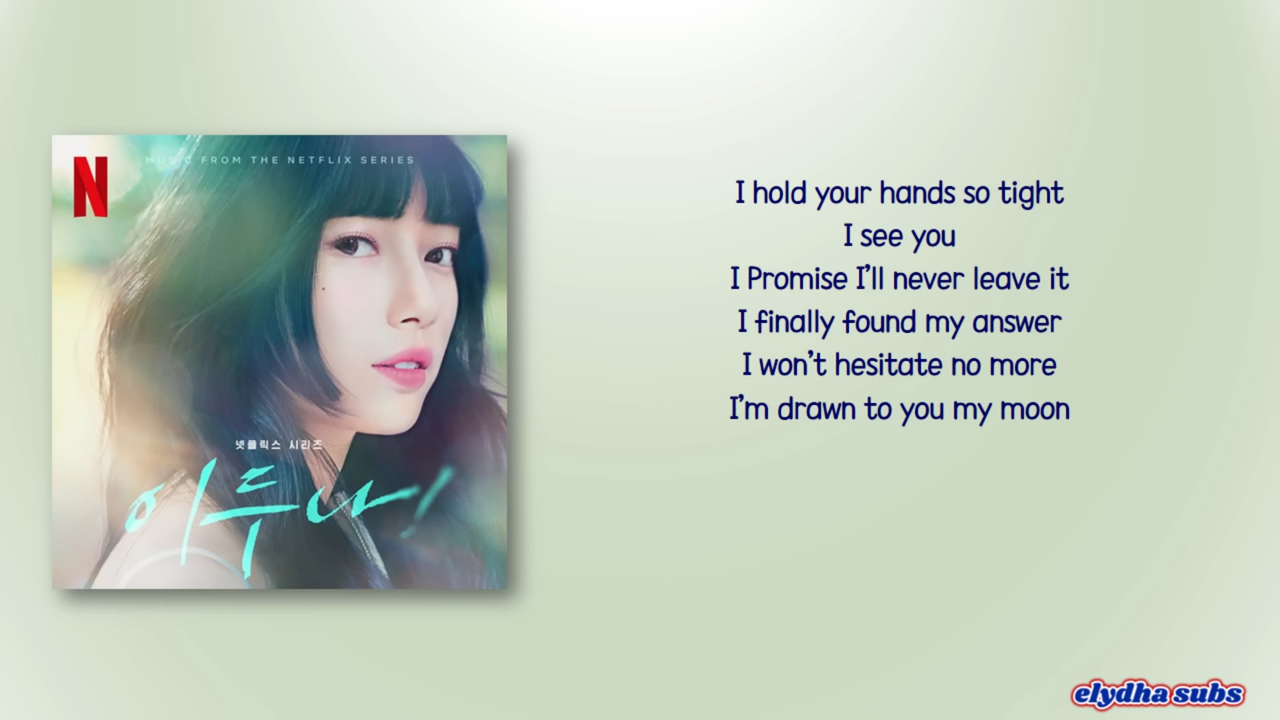 N
MUSIC FROM THE NETFLIX SERIES
넷플릭스 시리즈
이두나!
I hold your hands so tight
I see you
I Promise I'll never leave it
I finally found my answer
I won't hesitate no more
I'm drawn to you my moon
elydha subs